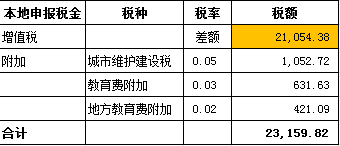 本地申报税金 税种 税率 税额
增值税 差额 21,054.38
附加 城市维护建设税 0.05 1,052.72
教育费附加 0.03 631.63
地方教育费附加 0.02 421.09
合计 23,159.82